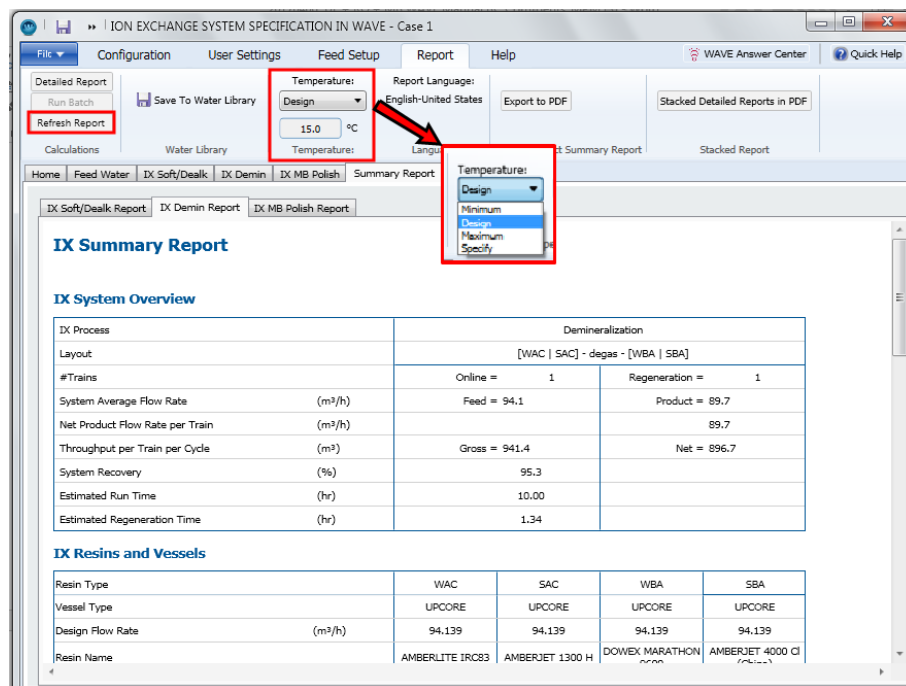 ION EXCHANGE SYSTEM SPECIFICATION IN WAVE - Case 1
File Configuration User Settings Feed Setup Report Help WAVE Answer Center Quick Help
Detailed Report
Run Batch
Refresh Report
Calculations
Save To Water Library
Water Library
Temperature:
Design
15.0 ºC
Temperature:
Report Language:
English-United States
Langu
Export to PDF
ct Summary Report
Stacked Detailed Reports in PDF
Stacked Report
Temperature:
Design
Minimum
Design
Maximum
Specify
Home Feed Water IX Soft/Dealk IX Demin IX MB Polish Summary Report
IX Soft/Dealk Report IX Demin Report IX MB Polish Report
IX Summary Report
IX System Overview
IX Process Demineralization
Layout [WAC | SAC] - degas - [WBA | SBA]
#Trains Online = 1 Regeneration = 1
System Average Flow Rate (m³/h) Feed = 94.1 Product = 89.7
Net Product Flow Rate per Train (m³/h) 89.7
Throughput per Train per Cycle (m³) Gross = 941.4 Net = 896.7
System Recovery (%) 95.3
Estimated Run Time (hr) 10.00
Estimated Regeneration Time (hr) 1.34
IX Resins and Vessels
Resin Type WAC SAC WBA SBA
Vessel Type UPCORE UPCORE UPCORE UPCORE
Design Flow Rate (m³/h) 94.139 94.139 94.139 94.139
Resin Name AMBERLITE IRC83 AMBERJET 1300 H DOWEX MARATHON AMBERJET 4000 Cl